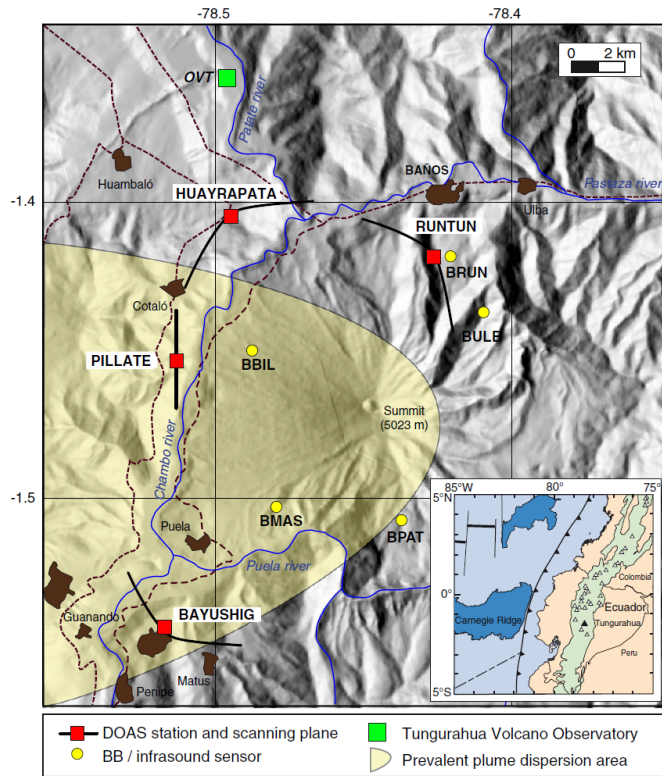 -78.5
-78.4
0 2 km
OVT
Patate river
Huambaló
BAÑOS
Pastaza river
HUAYRAPATA
Ulba
-1.4
RUNTUN
BRUN
Cotaló
BULB
PILLATE
BBIL
Summit
(5023 m)
Chambo river
-1.5
BMAS
BPAT
Puela
Puela river
Guanando
BAYUSHIG
Matus
Penipe
85°W
80°
75°
5°N
Colombia
0°
Ecuador
Carnegie Ridge
Tungurahua
Peru
5°S
DOAS station and scanning plane
BB / infrasound sensor
Tungurahua Volcano Observatory
Prevalent plume dispersion area